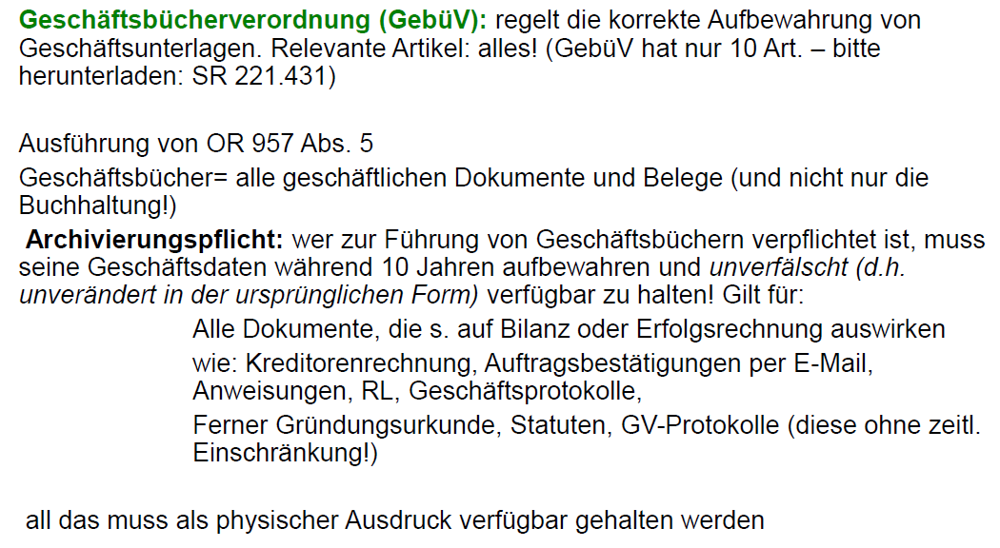 Geschäftsbücherverordnung (GebüV): regelt die korrekte Aufbewahrung von
Geschäftsunterlagen. Relevante Artikel: alles! (GebüV hat nur 10 Art. – bitte
herunterladen: SR 221.431)
Ausführung von OR 957 Abs. 5
Geschäftsbücher= alle geschäftlichen Dokumente und Belege (und nicht nur die
Buchhaltung!)
Archivierungspflicht: wer zur Führung von Geschäftsbüchern verpflichtet ist, muss
seine Geschäftsdaten während 10 Jahren aufbewahren und unverfälscht (d.h.
unverändert in der ursprünglichen Form) verfügbar zu halten! Gilt für:
Alle Dokumente, die s. auf Bilanz oder Erfolgsrechnung auswirken
wie: Kreditorenrechnung, Auftragsbestätigungen per E-Mail,
Anweisungen, RL, Geschäftsprotokolle,
Ferner Gründungsurkunde, Statuten, GV-Protokolle (diese ohne zeitl.
Einschränkung!)
all das muss als physischer Ausdruck verfügbar gehalten werden